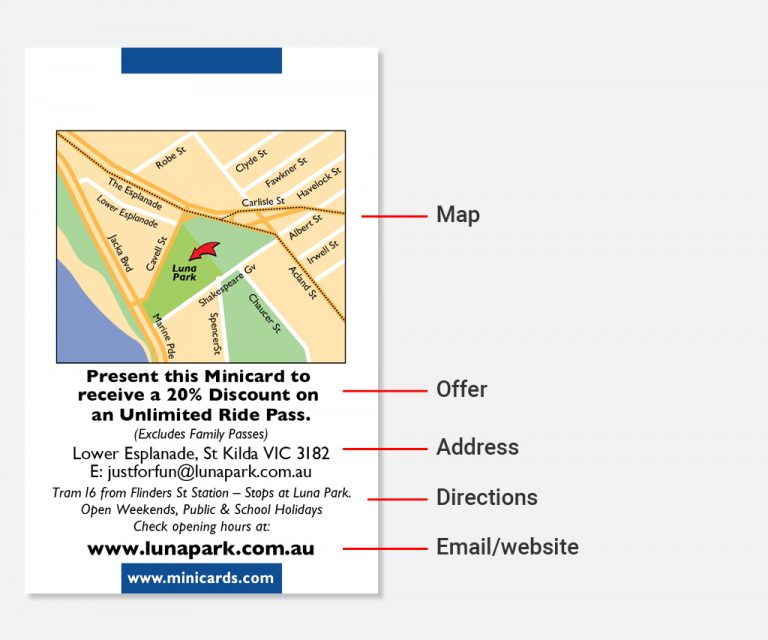 Robe St
Clyde St
Fawkner St
Havelock St
The Esplanade
Carlisle St
Lower Esplanade
Albert St
Jacka Bvd
Cavell St
Irwell St
Luna
Park
Acland St
Shakespeare Gv
Chaucer St
Marine Pde
SpencerSt
Map
Present this Minicard to
receive a 20% Discount on
an Unlimited Ride Pass.
Offer
(Excludes Family Passes)
Lower Esplanade, St Kilda VIC 3182
Address
E: justforfun@lunapark.com.au
Tram 16 from Flinders St Station – Stops at Luna Park.
Directions
Open Weekends, Public & School Holidays
Check opening hours at:
www.lunapark.com.au
Email/website
www.minicards.com